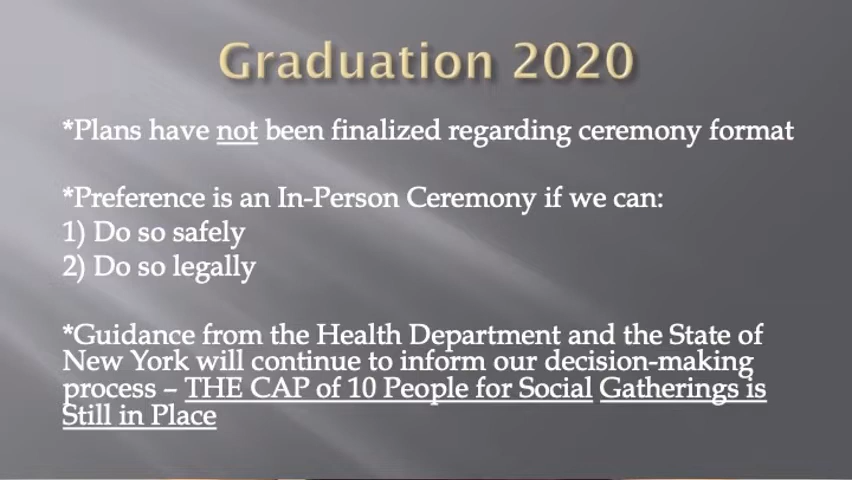 Graduation 2020
*Plans have not been finalized regarding ceremony format
*Preference is an In-Person Ceremony if we can:
1) Do so safely
2) Do so legally
*Guidance from the Health Department and the State of
New York will continue to inform our decision-making
process – THE CAP of 10 People for Social Gatherings is
Still in Place